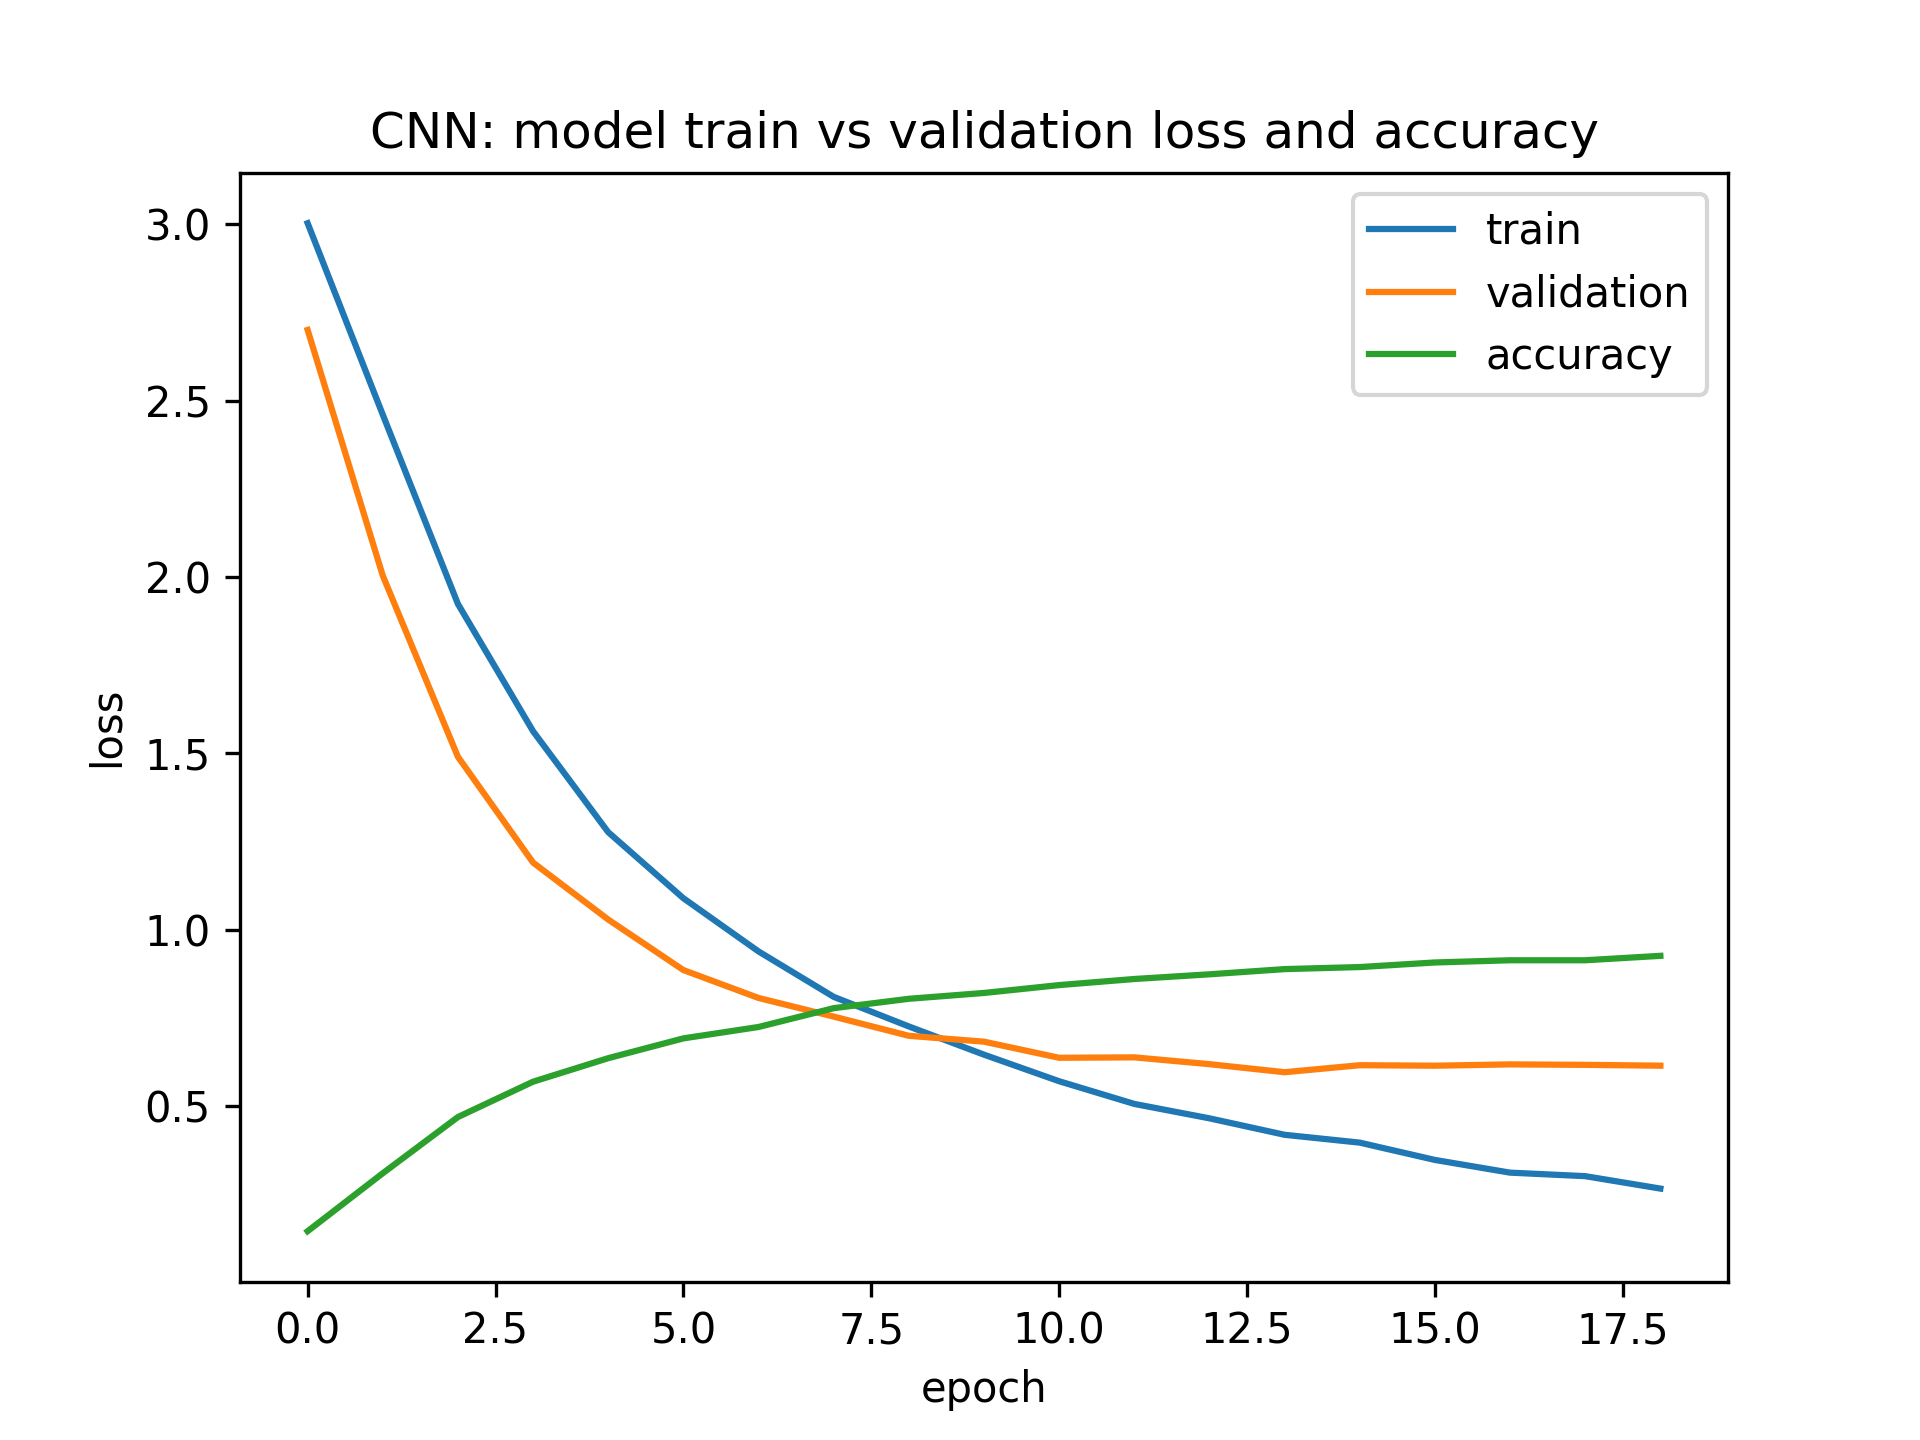 CNN: model train vs validation loss and accuracy
train
validation
accuracy
3.0
2.5
2.0
1.5
1.0
0.5
loss
0.0 2.5 5.0 7.5 10.0 12.5 15.0 17.5
epoch